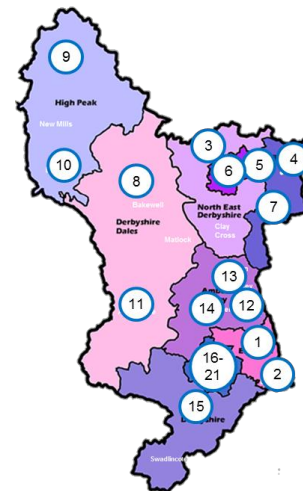 9
High Peak
New Mills
10
3
6
5
4
8
Bakewell
7
North East
Derbyshire
Clay
Cross
Derbyshire
Dales
Matlock
13
11
14
12
1
16-
21
2
15